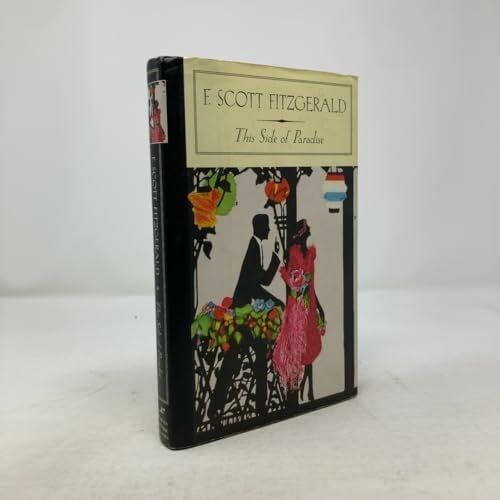 F. SCOTT FITZGERALD
This Side of Paradise
F. SCOTT FITZGERALD